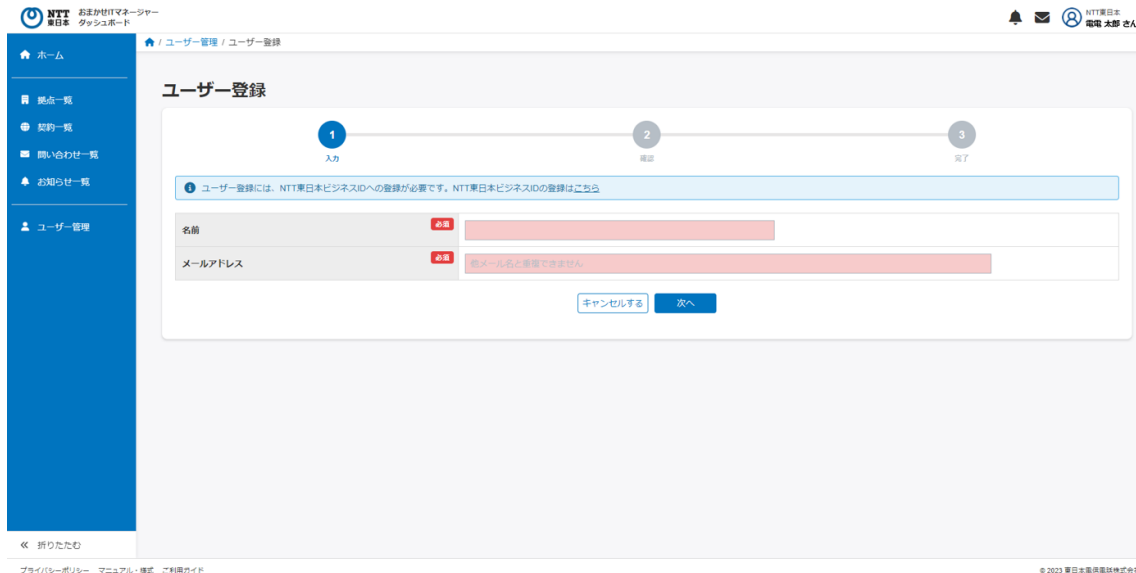 NTT 東日本 おまかせITマネージャー ダッシュボード
NTT東日本
電電 太郎 さん
/ ユーザー管理 / ユーザー登録
ホーム
拠点一覧
契約一覧
問い合わせ一覧
お知らせ一覧
ユーザー管理
ユーザー登録
1 2 3
入力 確認 完了
ユーザー登録には、NTT東日本ビジネスIDへの登録が必要です。NTT東日本ビジネスIDの登録はこちら
名前 必須
メールアドレス 必須 他メール名と重複できません
キャンセルする 次へ
折りたたむ
プライバシーポリシー マニュアル・様式 ご利用ガイド
© 2023 東日本電信電話株式会